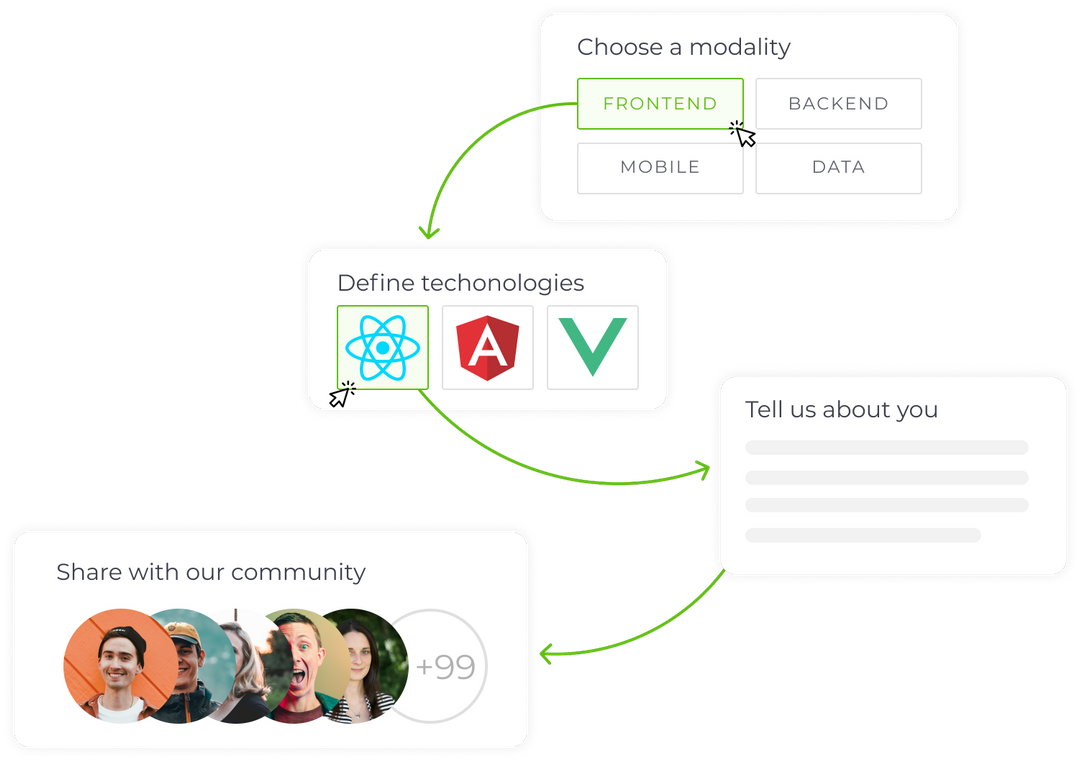 Choose a modality
FRONTEND
BACKEND
MOBILE
DATA
Define techonologies
Tell us about you
Share with our community
+99